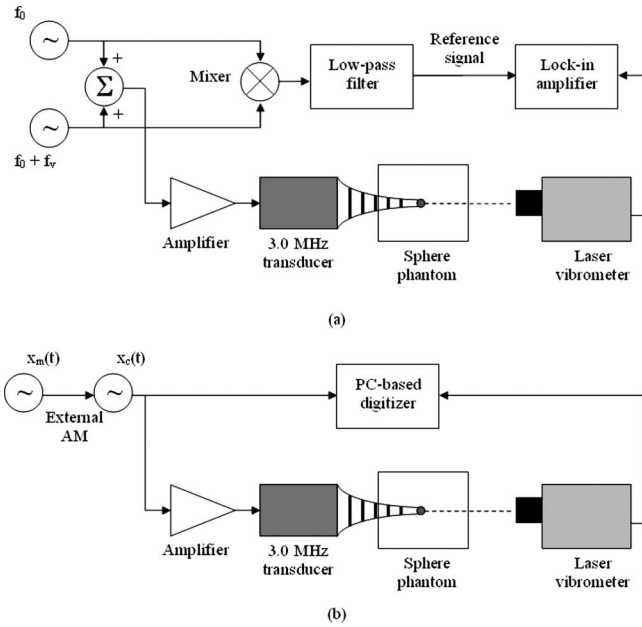 f₀
~
+
Σ
+
~
f₀ + fᵥ
Mixer
Low-pass
filter
Reference
signal
Lock-in
amplifier
Amplifier
3.0 MHz
transducer
Sphere
phantom
Laser
vibrometer
(a)
xₘ(t)
x_c(t)
~
~
External
AM
PC-based
digitizer
Amplifier
3.0 MHz
transducer
Sphere
phantom
Laser
vibrometer
(b)